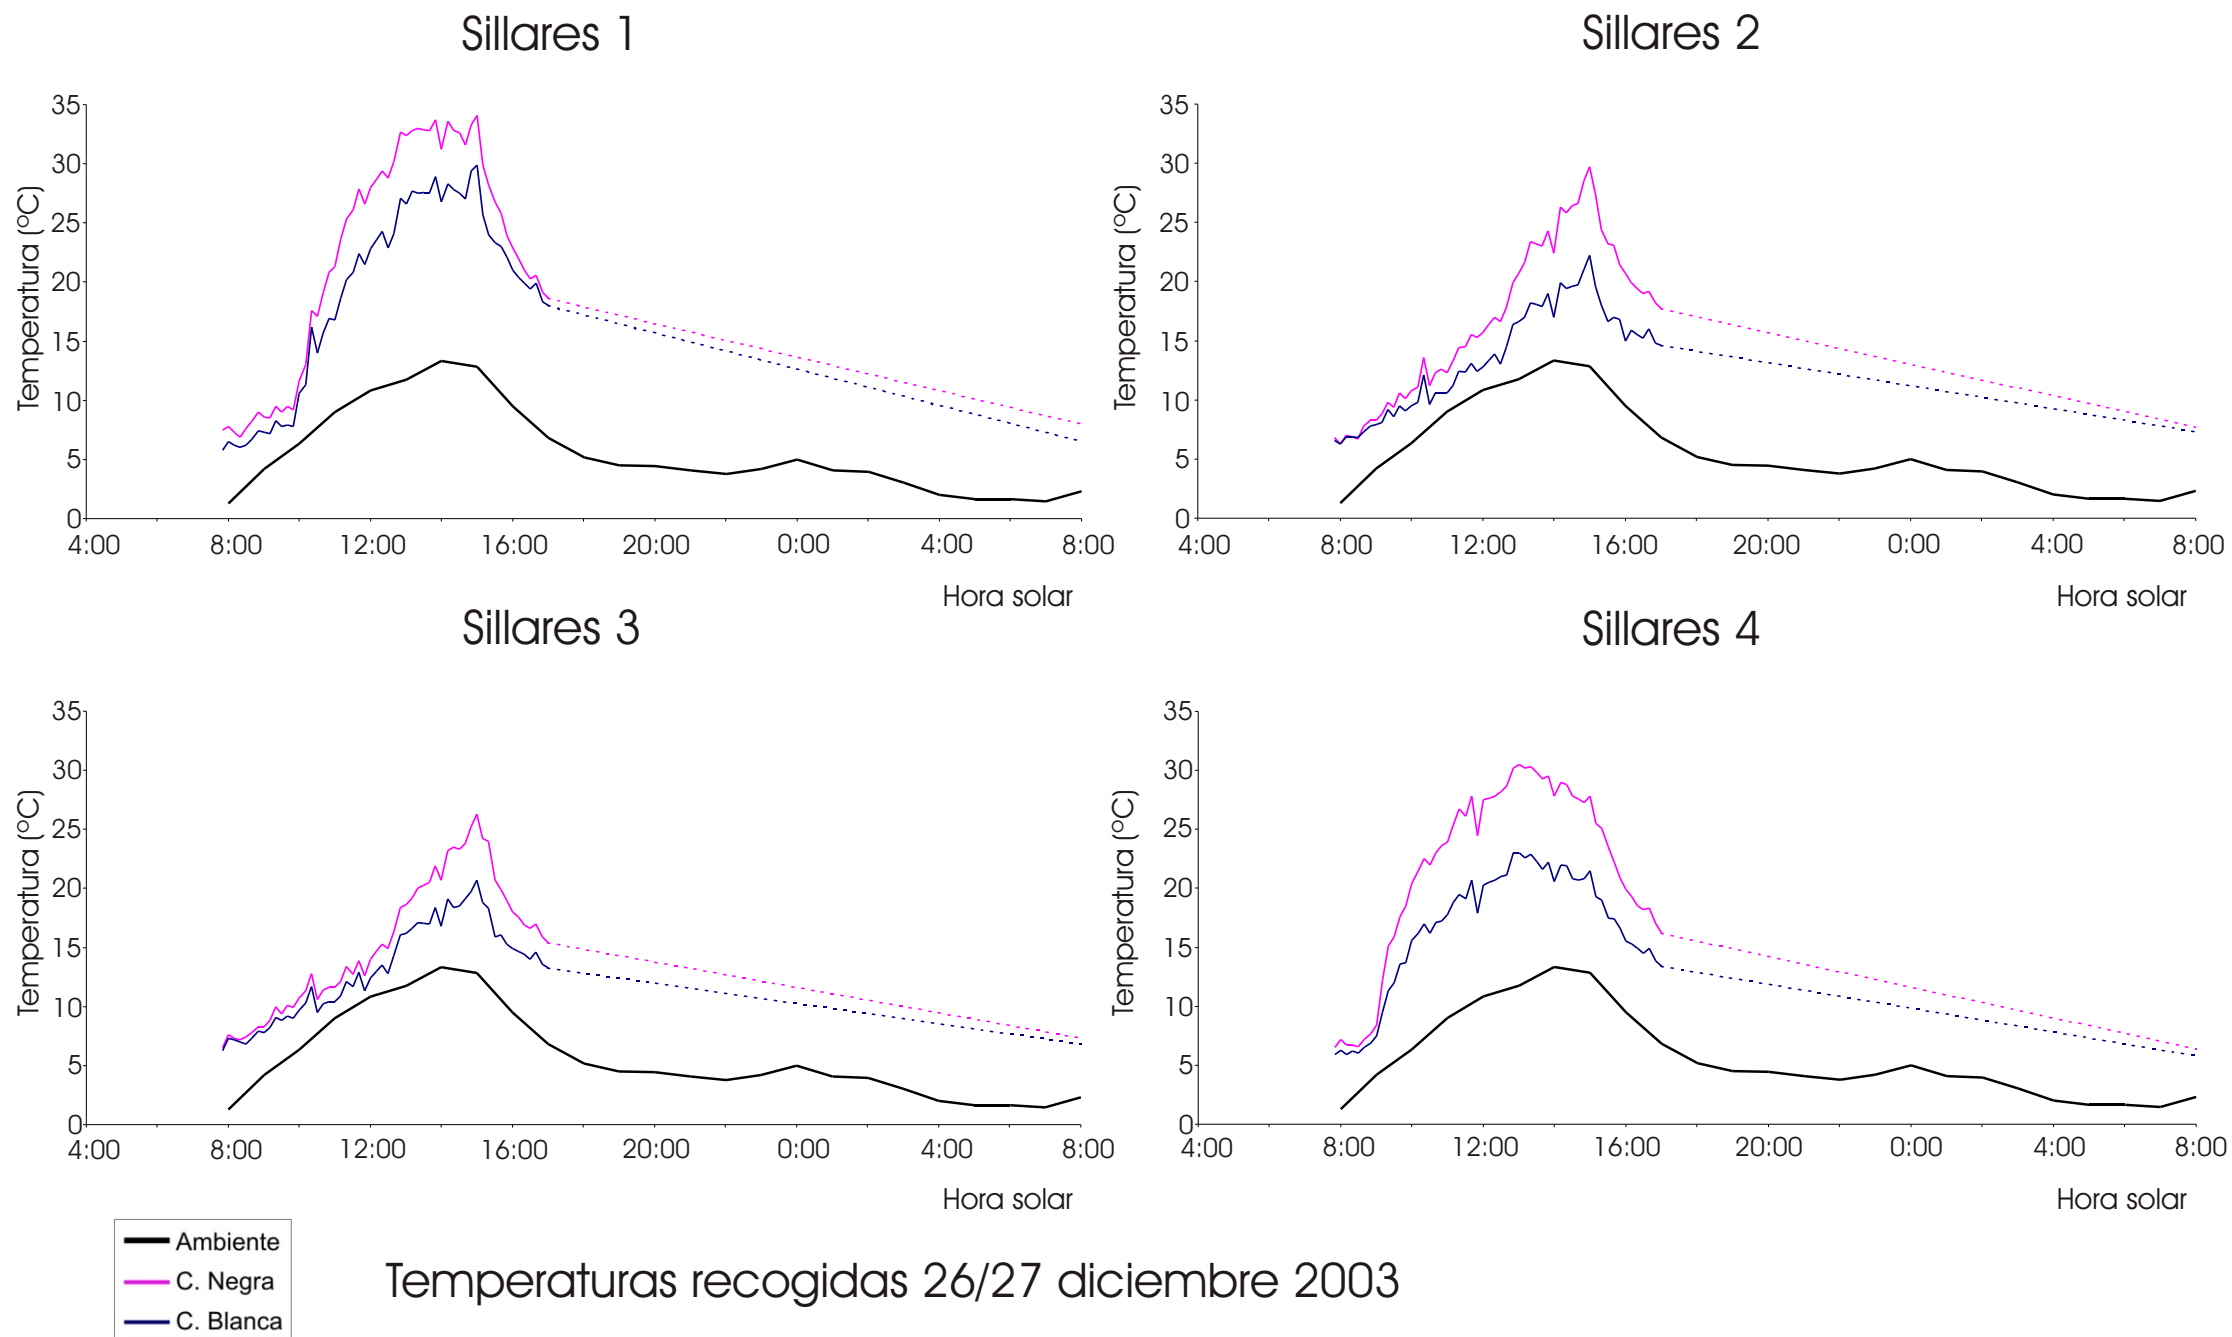 Sillares 1
35
30
25
20
15
10
5
0
Temperatura (ºC)
4:00 8:00 12:00 16:00 20:00 0:00 4:00 8:00
Hora solar
Sillares 2
35
30
25
20
15
10
5
0
Temperatura (ºC)
4:00 8:00 12:00 16:00 20:00 0:00 4:00 8:00
Hora solar
Sillares 3
35
30
25
20
15
10
5
0
Temperatura (ºC)
4:00 8:00 12:00 16:00 20:00 0:00 4:00 8:00
Hora solar
Sillares 4
35
30
25
20
15
10
5
0
Temperatura (ºC)
4:00 8:00 12:00 16:00 20:00 0:00 4:00 8:00
Hora solar
Ambiente
C. Negra
C. Blanca
Temperaturas recogidas 26/27 diciembre 2003